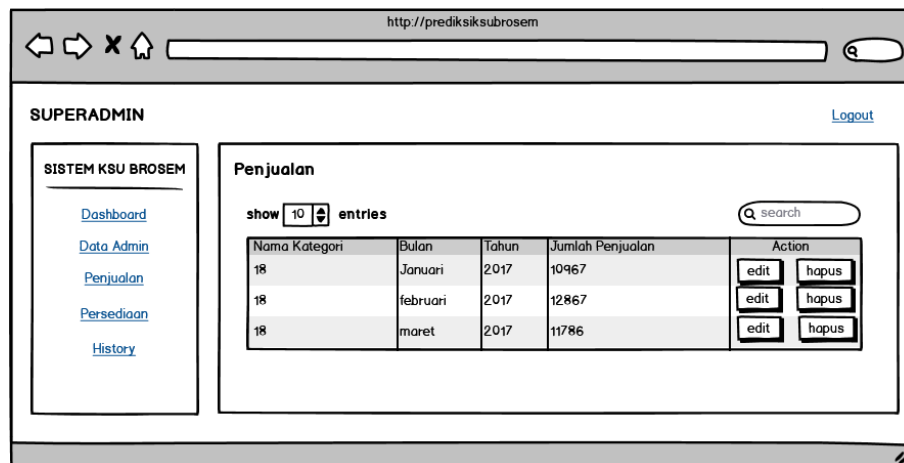 http://prediksiksubrosem
SUPERADMIN
Logout
SISTEM KSU BROSEM
Dashboard
Data Admin
Penjualan
Persediaan
History
Penjualan
show 10 entries
search
Nama Kategori Bulan Tahun Jumlah Penjualan Action
18 Januari 2017 10967 edit hapus
18 februari 2017 12867 edit hapus
18 maret 2017 11786 edit hapus